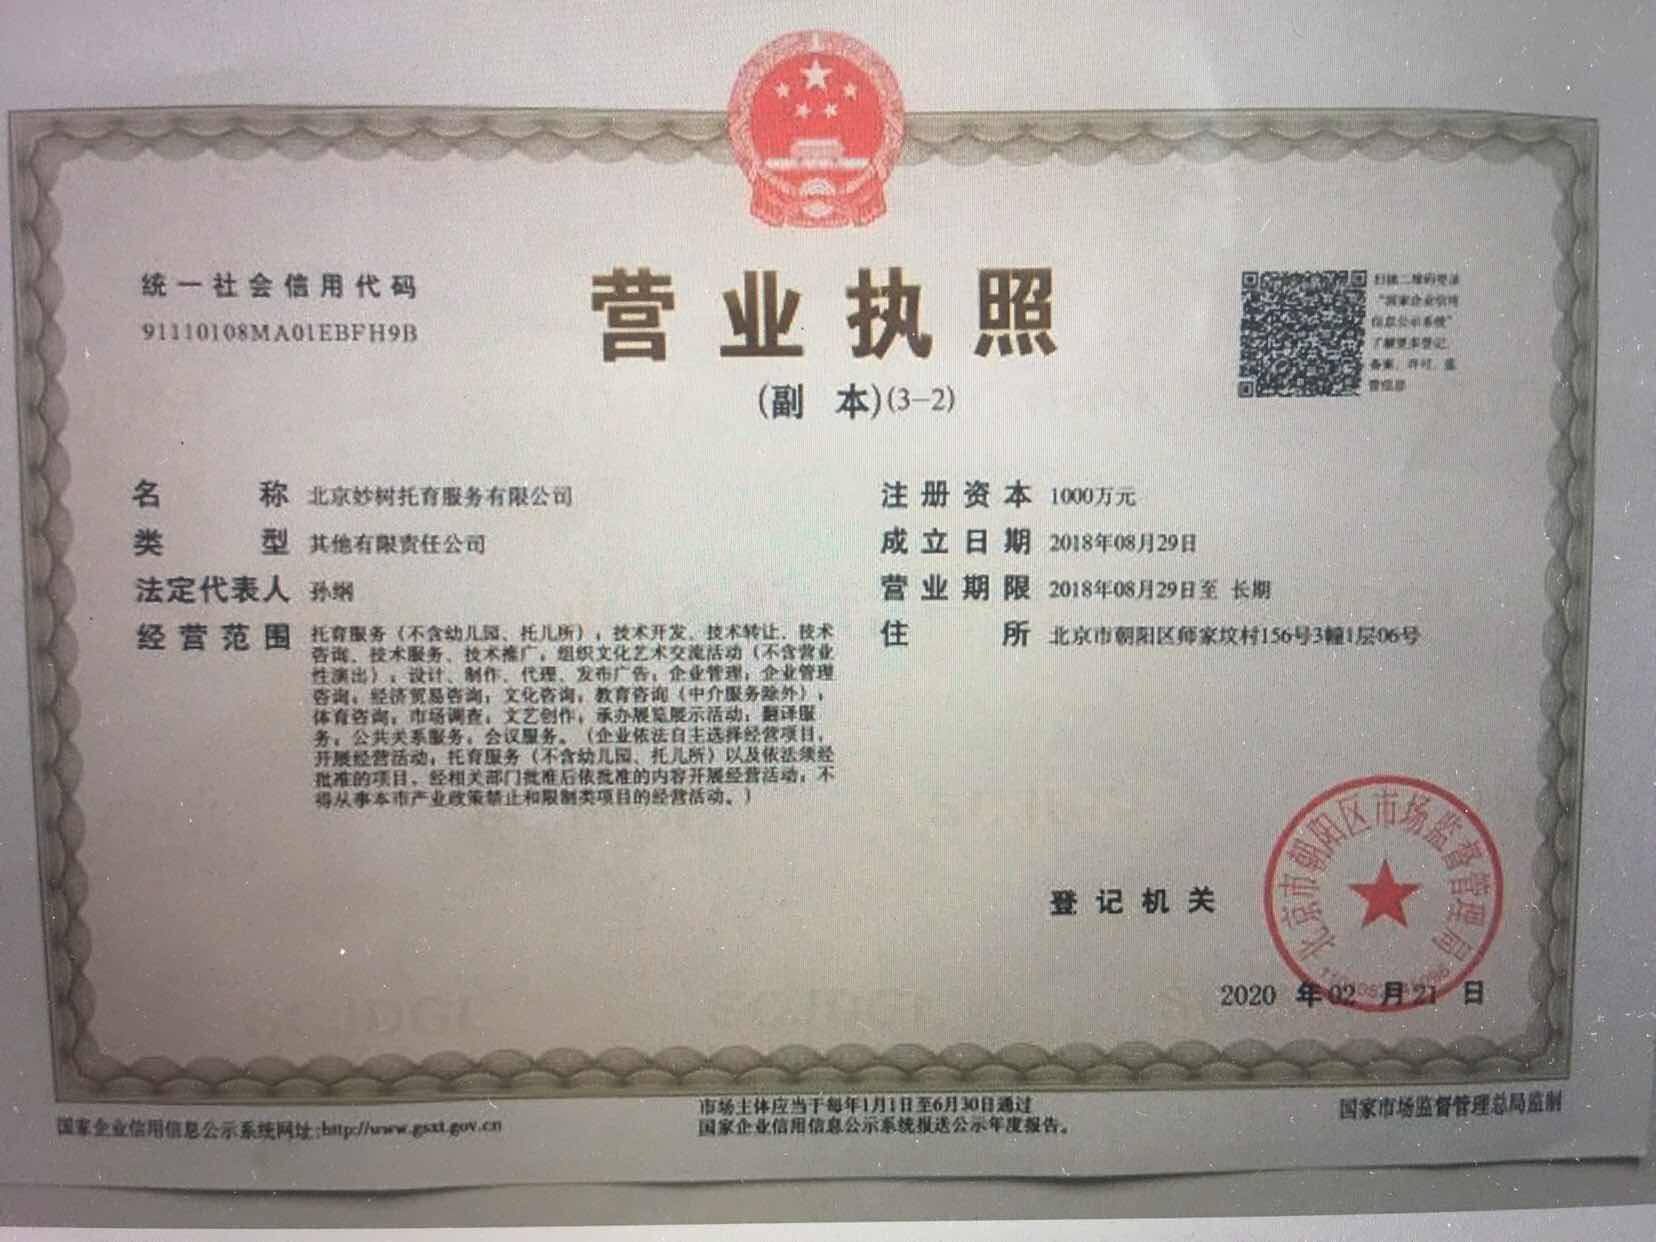 统一社会信用代码
91110108MA01EBFH9B
营业执照
(副 本)(3-2)
扫描二维码登录
“国家企业信用
信息公示系统”
了解更多登记、
备案、许可、监
管信息
名 称 北京妙树托育服务有限公司
类 型 其他有限责任公司
法定代表人 孙纲
经营范围 托育服务(不含幼儿园、托儿所);技术开发、技术转让、技术
咨询、技术服务、技术推广;组织文化艺术交流活动(不含营业
性演出);设计、制作、代理、发布广告;企业管理;企业管理
咨询;经济贸易咨询;文化咨询;教育咨询(中介服务除外);
体育咨询;市场调查;文艺创作;承办展览展示活动;翻译服
务;公共关系服务;会议服务。(企业依法自主选择经营项目,
开展经营活动;托育服务(不含幼儿园、托儿所)以及依法须经
批准的项目,经相关部门批准后依批准的内容开展经营活动;不
得从事本市产业政策禁止和限制类项目的经营活动。)
注册资本 1000万元
成立日期 2018年08月29日
营业期限 2018年08月29日至 长期
住 所 北京市朝阳区师家坟村156号3幢1层06号
登记机关
北京市朝阳区市场监督管理局
2020 年 02 月 21 日
国家企业信用信息公示系统网址:http://www.gsxt.gov.cn
市场主体应当于每年1月1日至6月30日通过
国家企业信用信息公示系统报送公示年度报告。
国家市场监督管理总局监制